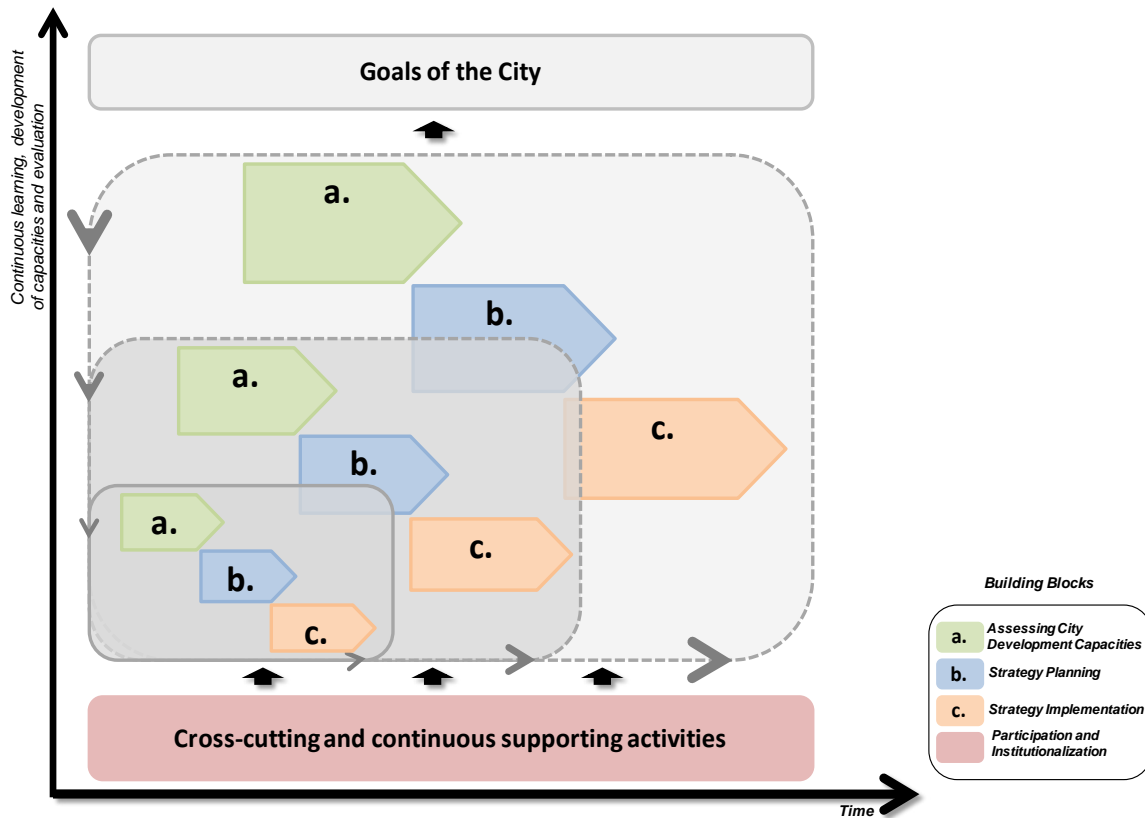 Continuous learning, development
of capacities and evaluation
Goals of the City
a.
b.
a.
c.
b.
a.
c.
b.
c.
Cross-cutting and continuous supporting activities
Time
Building Blocks
a.
Assessing City
Development Capacities
b.
Strategy Planning
c.
Strategy Implementation
Participation and
Institutionalization